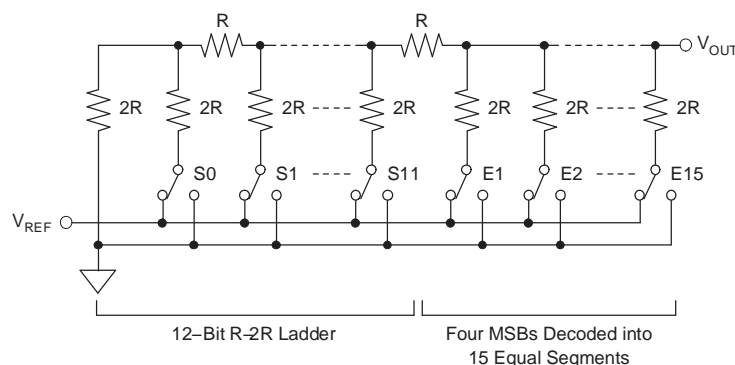 R R
V_OUT
2R 2R 2R 2R 2R 2R 2R
S0 S1 S11 E1 E2 E15
V_REF
12–Bit R–2R Ladder
Four MSBs Decoded into
15 Equal Segments